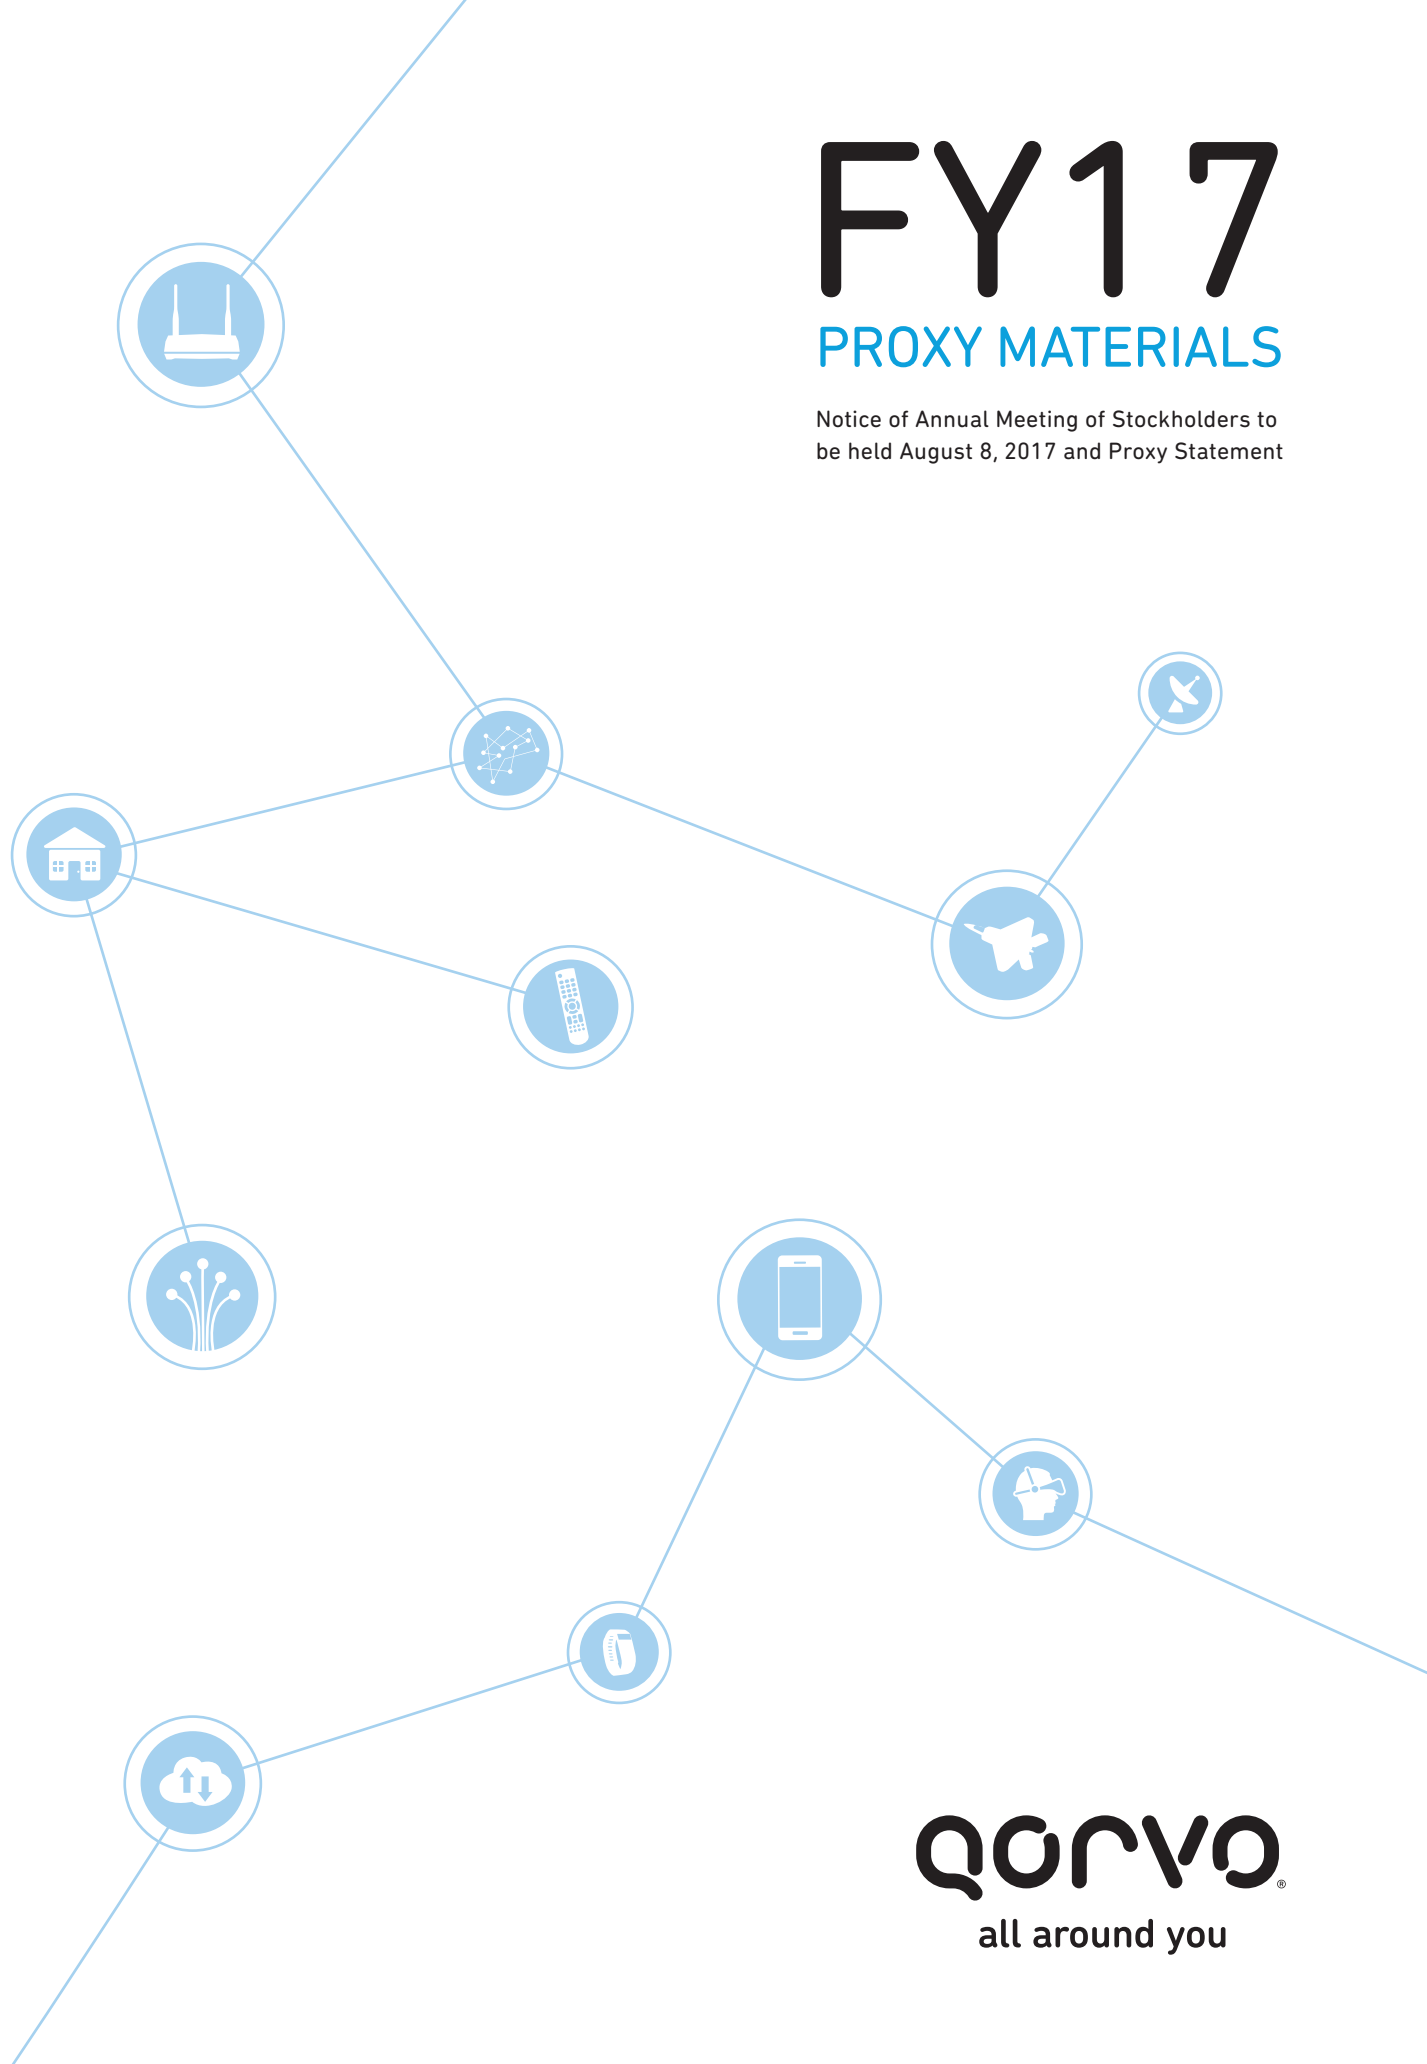 FY17
PROXY MATERIALS
Notice of Annual Meeting of Stockholders to
be held August 8, 2017 and Proxy Statement
QORVO®
all around you